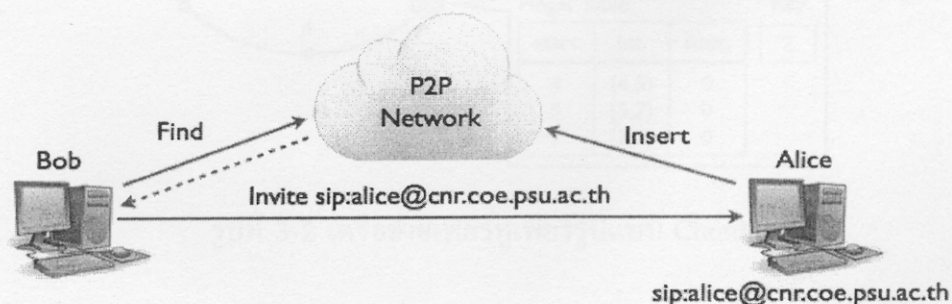 P2P
Network
Find
Insert
Bob
Alice
Invite sip:alice@cnr.coe.psu.ac.th
sip:alice@cnr.coe.psu.ac.th